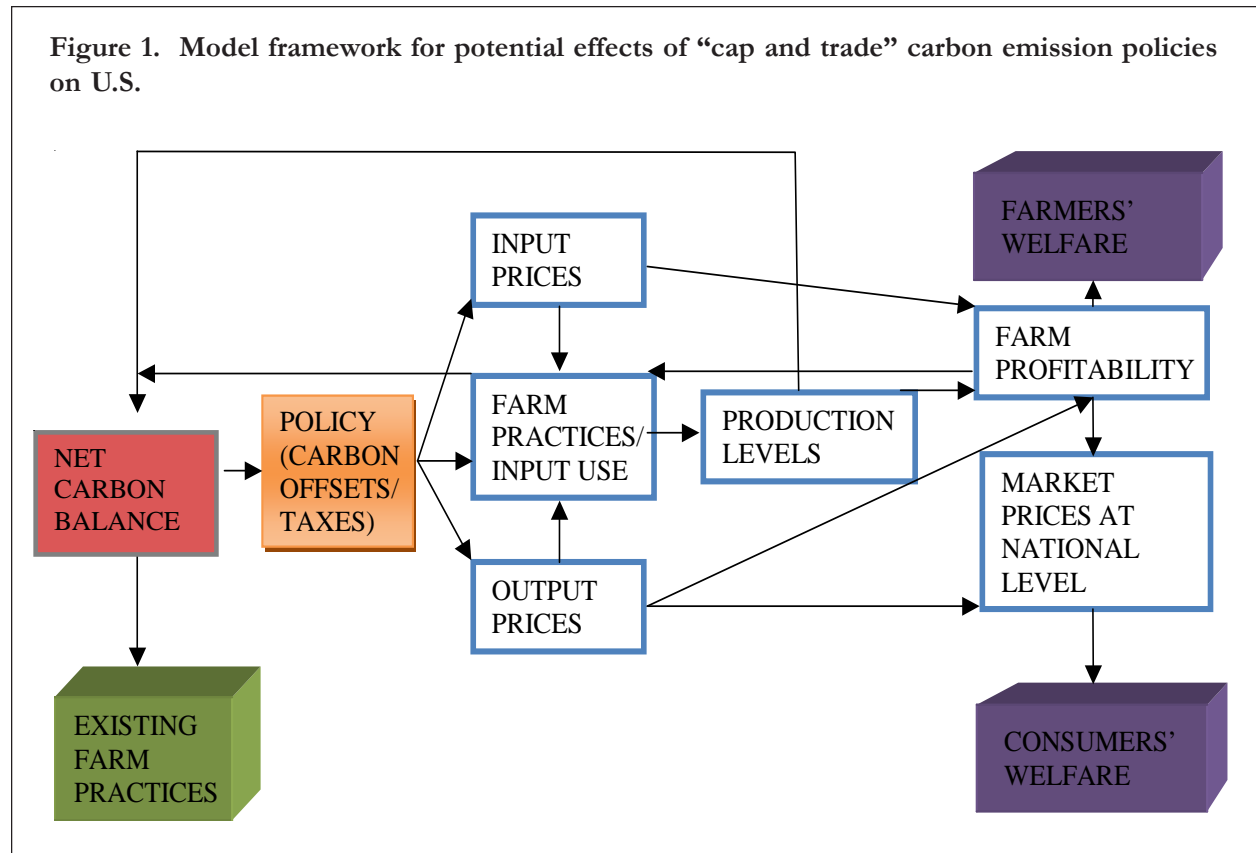 Figure 1. Model framework for potential effects of “cap and trade” carbon emission policies
on U.S.
INPUT
PRICES
FARMERS’
WELFARE
FARM
PROFITABILITY
FARM
PRACTICES/
INPUT USE
PRODUCTION
LEVELS
POLICY
(CARBON
OFFSETS/
TAXES)
NET
CARBON
BALANCE
MARKET
PRICES AT
NATIONAL
LEVEL
OUTPUT
PRICES
EXISTING
FARM
PRACTICES
CONSUMERS’
WELFARE